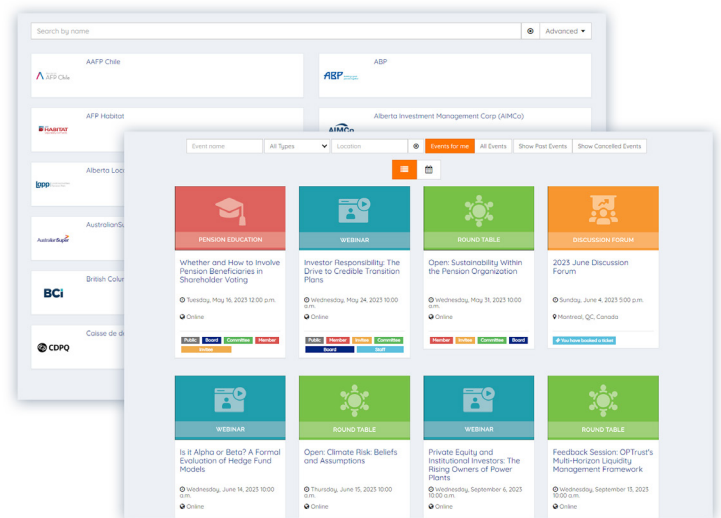 Search by name
Advanced
AAFP Chile
AFP Chile
ABP
ABP
AFP Habitat
HABITAT
Alberta Investment Management Corp (AIMCo)
AIMCo
Alberta Loca
lapp
AustralianSu
AustralianSuper
British Colum
BCi
Caisse de d
CDPQ
Event name
All Types
Location
Events for me
All Events
Show Past Events
Show Cancelled Events
PENSION EDUCATION
Whether and How to Involve
Pension Beneficiaries in
Shareholder Voting
Tuesday, May 16, 2023 12:00 p.m.
Online
Public Board Committee Member
Invitee
WEBINAR
Investor Responsibility: The
Drive to Credible Transition
Plans
Wednesday, May 24, 2023 10:00
a.m.
Online
Public Member Invitee Committee
Board Staff
ROUND TABLE
Open: Sustainability Within
the Pension Organization
Wednesday, May 31, 2023 10:00
a.m.
Online
Member Invitee Committee Board
DISCUSSION FORUM
2023 June Discussion
Forum
Sunday, June 4, 2023 5:00 p.m.
Montreal, QC, Canada
You have booked a ticket
WEBINAR
Is It Alpha or Beta? A Formal
Evaluation of Hedge Fund
Models
Wednesday, June 14, 2023 10:00
a.m.
Online
ROUND TABLE
Open: Climate Risk: Beliefs
and Assumptions
Thursday, June 15, 2023 10:00
a.m.
Online
WEBINAR
Private Equity and
Institutional Investors: The
Rising Owners of Power
Plants
Wednesday, September 6, 2023
10:00 a.m.
Online
ROUND TABLE
Feedback Session: OPTrust's
Multi-Horizon Liquidity
Management Framework
Wednesday, September 13, 2023
10:00 a.m.
Online